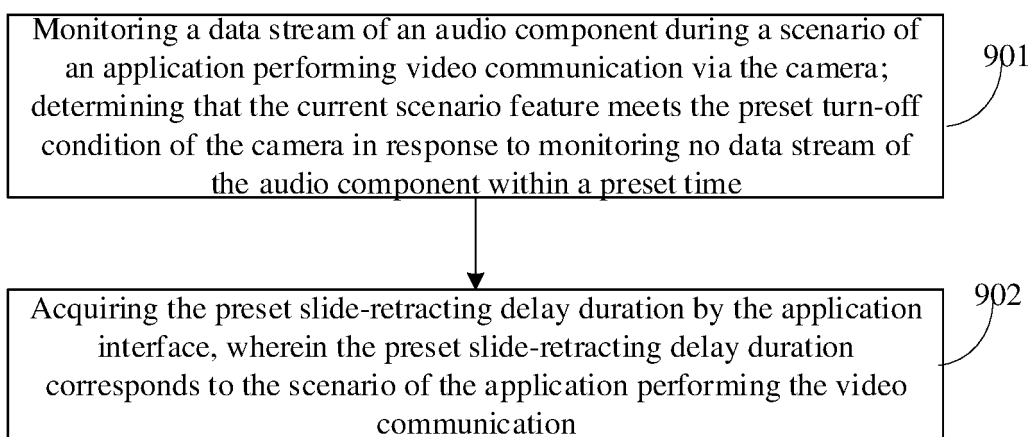 Monitoring a data stream of an audio component during a scenario of
an application performing video communication via the camera;
determining that the current scenario feature meets the preset turn-off
condition of the camera in response to monitoring no data stream of
the audio component within a preset time
901
Acquiring the preset slide-retracting delay duration by the application
interface, wherein the preset slide-retracting delay duration
corresponds to the scenario of the application performing the video
communication
902